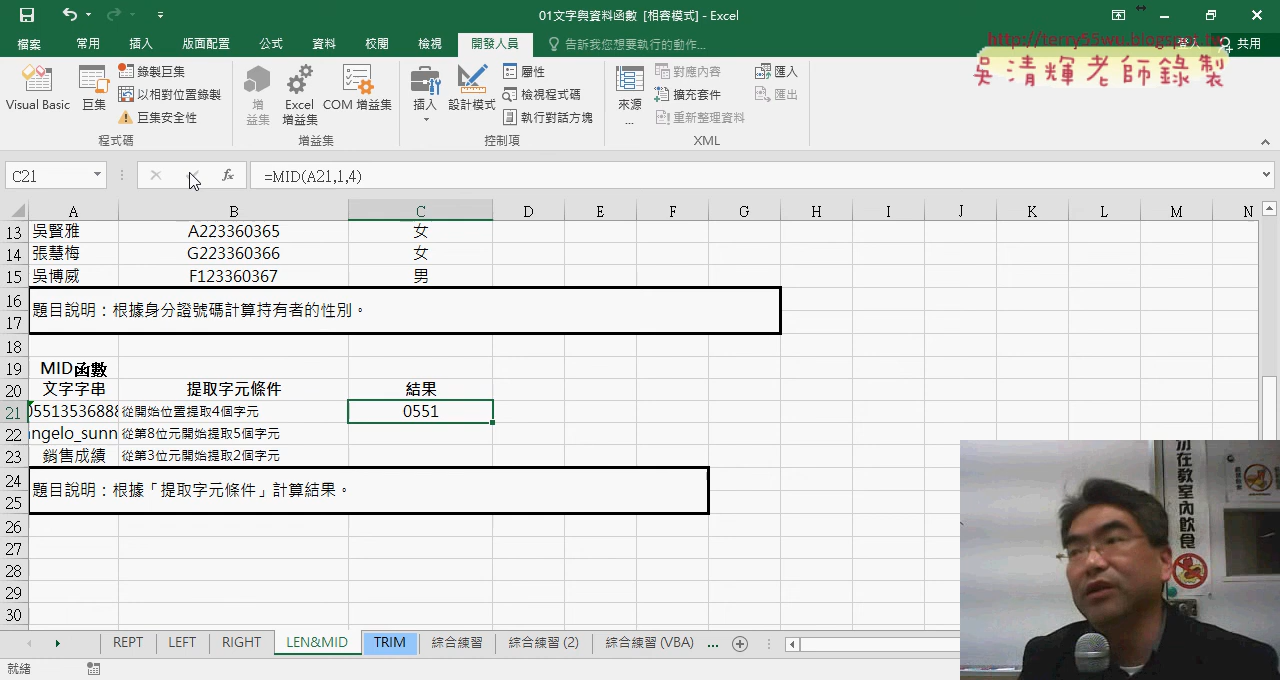 01文字與資料函數 [相容模式] - Excel
http://terry55wu.blogspot.tw
吳清輝老師錄製
檔案 常用 插入 版面配置 公式 資料 校閱 檢視 開發人員 告訴我您想要執行的動作... 登入 共用
Visual Basic 巨集 錄製巨集 以相對位置錄製 巨集安全性 增益集 Excel 增益集 COM 增益集 插入 設計模式 屬性 檢視程式碼 執行對話方塊 來源... 對應內容 擴充套件 重新整理資料 匯入 匯出
程式碼 增益集 控制項 XML
C21 fx =MID(A21,1,4)
A B C D E F G H I J K L M N
13 吳賢雅 A223360365 女
14 張慧梅 G223360366 女
15 吳博威 F123360367 男
16 題目說明：根據身分證號碼計算持有者的性別。
17
18
19 MID函數
20 文字字串 提取字元條件 結果
21 05513536888 從開始位置提取4個字元 0551
22 angelo_sunn 從第8位元開始提取5個字元
23 銷售成績 從第3位元開始提取2個字元
24 題目說明：根據「提取字元條件」計算結果。
25
26
27
28
29
30
REPT LEFT RIGHT LEN&MID TRIM 綜合練習 綜合練習 (2) 綜合練習 (VBA) ...
就緒
在教室內飲食